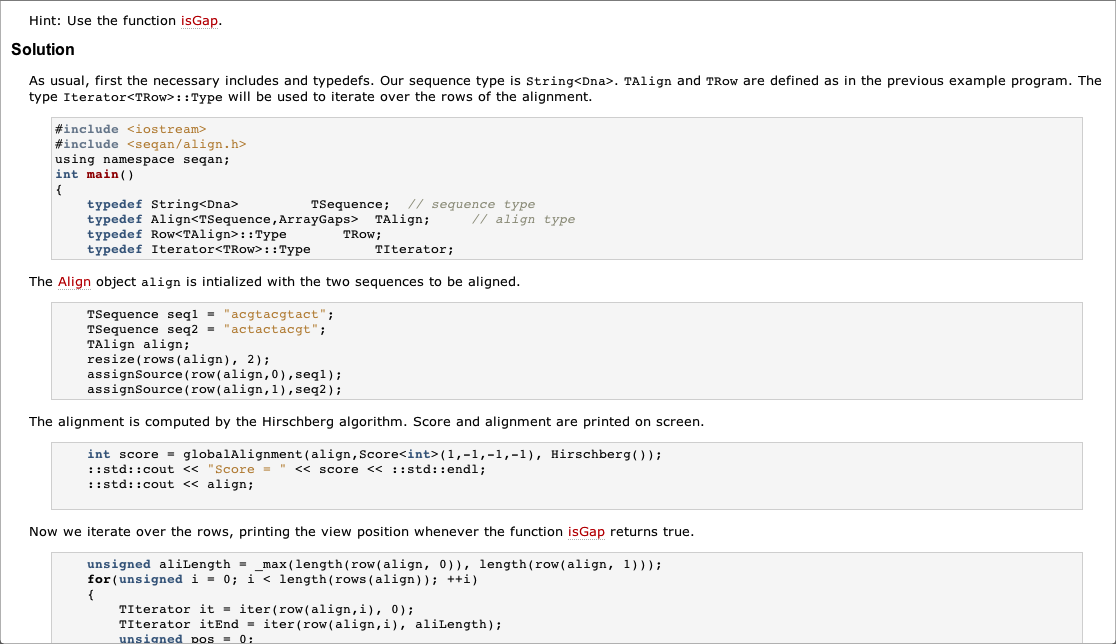 Hint: Use the function isGap.
Solution
As usual, first the necessary includes and typedefs. Our sequence type is String<Dna>. TAlign and TRow are defined as in the previous example program. The
type Iterator<TRow>::Type will be used to iterate over the rows of the alignment.
#include <iostream>
#include <seqan/align.h>
using namespace seqan;
int main()
{
    typedef String<Dna>         TSequence;  // sequence type
    typedef Align<TSequence,ArrayGaps>  TAlign;     // align type
    typedef Row<TAlign>::Type       TRow;
    typedef Iterator<TRow>::Type        TIterator;
The Align object align is intialized with the two sequences to be aligned.
    TSequence seq1 = "acgtacgtact";
    TSequence seq2 = "actactacgt";
    TAlign align;
    resize(rows(align), 2);
    assignSource(row(align,0),seq1);
    assignSource(row(align,1),seq2);
The alignment is computed by the Hirschberg algorithm. Score and alignment are printed on screen.
    int score = globalAlignment(align,Score<int>(1,-1,-1,-1), Hirschberg());
    ::std::cout << "Score = " << score << ::std::endl;
    ::std::cout << align;
Now we iterate over the rows, printing the view position whenever the function isGap returns true.
    unsigned aliLength = _max(length(row(align, 0)), length(row(align, 1)));
    for(unsigned i = 0; i < length(rows(align)); ++i)
    {
        TIterator it = iter(row(align,i), 0);
        TIterator itEnd = iter(row(align,i), aliLength);
        unsigned pos = 0;